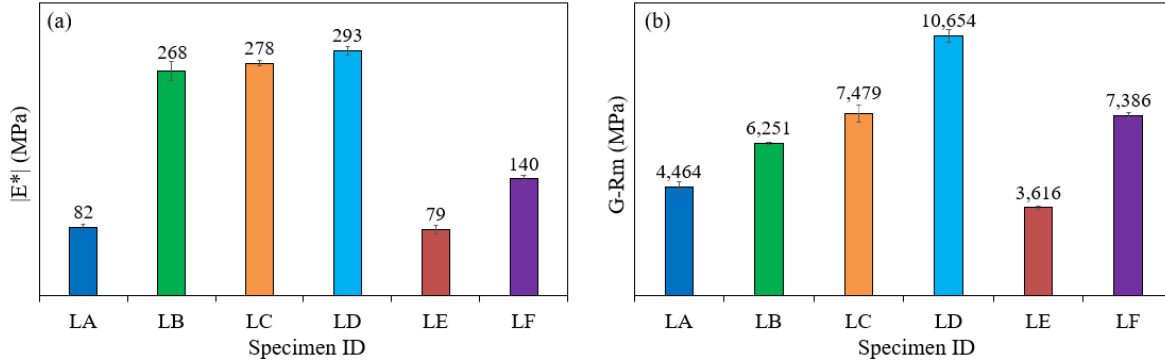 (a)
|E*| (MPa)
82
268
278
293
79
140
LA LB LC LD LE LF
Specimen ID
(b)
G-Rm (MPa)
4,464
6,251
7,479
10,654
3,616
7,386
LA LB LC LD LE LF
Specimen ID